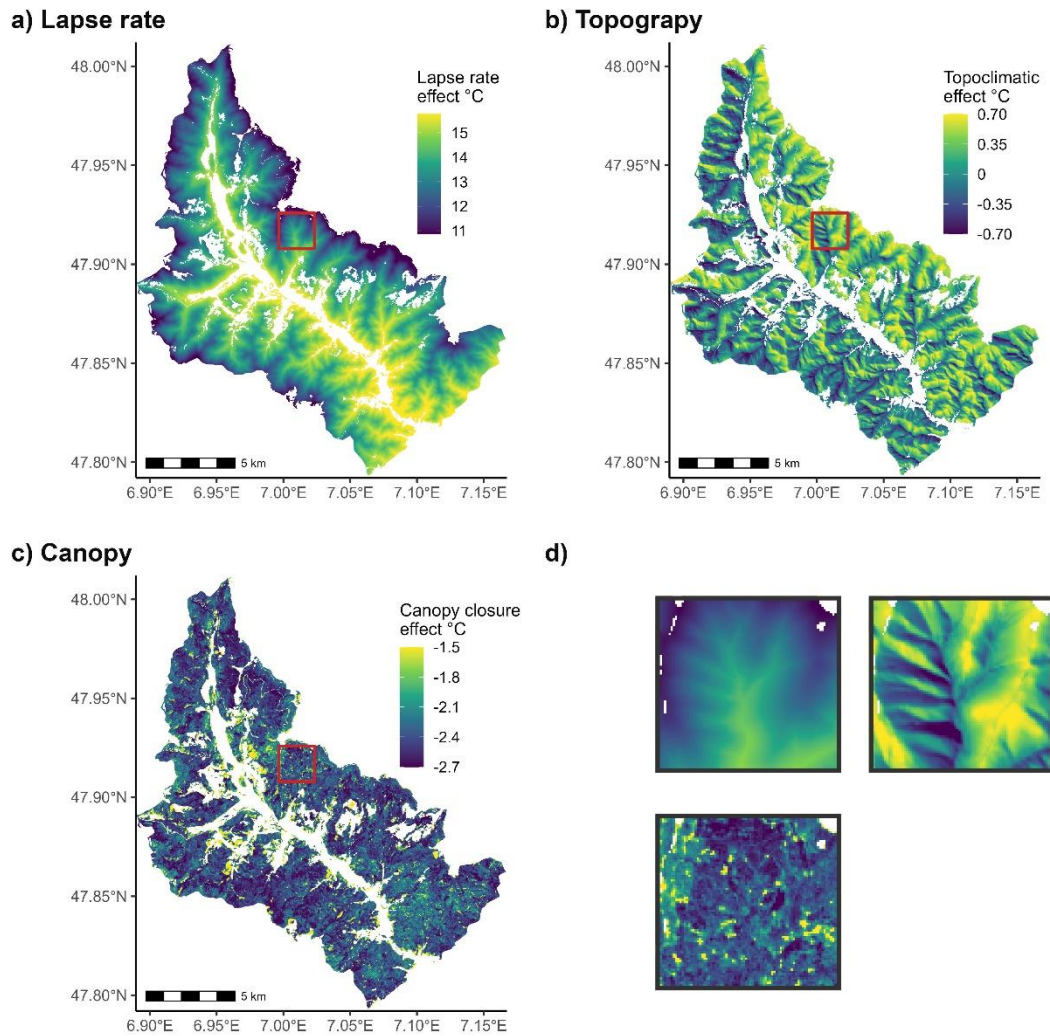 a) Lapse rate
48.00°N
47.95°N
47.90°N
47.85°N
47.80°N
6.90°E 6.95°E 7.00°E 7.05°E 7.10°E 7.15°E
Lapse rate
effect °C
15
14
13
12
11
5 km
b) Topograpy
48.00°N
47.95°N
47.90°N
47.85°N
47.80°N
6.90°E 6.95°E 7.00°E 7.05°E 7.10°E 7.15°E
Topoclimatic
effect °C
0.70
0.35
0
-0.35
-0.70
5 km
c) Canopy
48.00°N
47.95°N
47.90°N
47.85°N
47.80°N
6.90°E 6.95°E 7.00°E 7.05°E 7.10°E 7.15°E
Canopy closure
effect °C
-1.5
-1.8
-2.1
-2.4
-2.7
5 km
d)